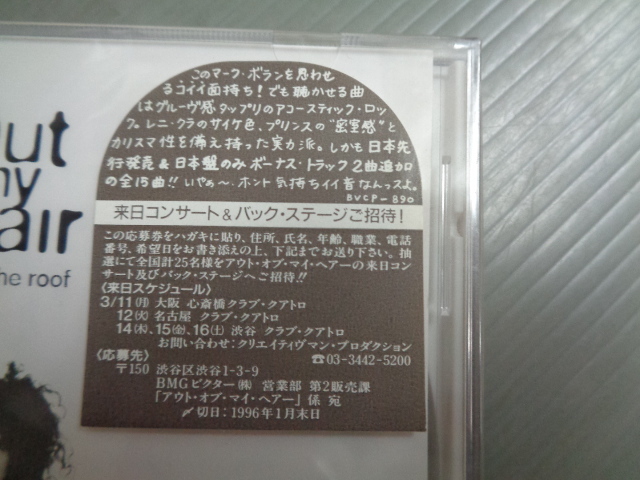 out
my
air
he roof
このマーク・ボランを思わせ
るコイイ面持ち！でも聴かせる曲
はグルーヴ感タップリのアコースティック・ロッ
ク。レニ・クラのサイケ色、プリンスの"密室感"と
カリスマ性を備え持った実力派。しかも日本先
行発売&日本盤のみボーナス・トラック2曲追加
の全15曲!!いやぁ〜、ホント気持ちイイ音なんっスよ。
BVCP-890
来日コンサート&バック・ステージご招待！
この応募券をハガキに貼り、住所、氏名、年齢、職業、電話
番号、希望日をお書き添えの上、下記までお送り下さい。抽
選にて全国計25名様をアウト・オブ・マイ・ヘアーの来日コン
サート及びバック・ステージへご招待!!
〈来日スケジュール〉
3/11(月)大阪 心斎橋クラブ・クアトロ
12(火)名古屋 クラブ・クアトロ
14(木)、15(金)、16(土)渋谷 クラブ・クアトロ
お問い合わせ：クリエイティヴマン・プロダクション
☎03-3442-5200
〈応募先〉
〒150 渋谷区渋谷1-3-9
BMGビクター㈱ 営業部 第2販売課
「アウト・オブ・マイ・ヘアー」係 宛
〆切日：1996年1月末日